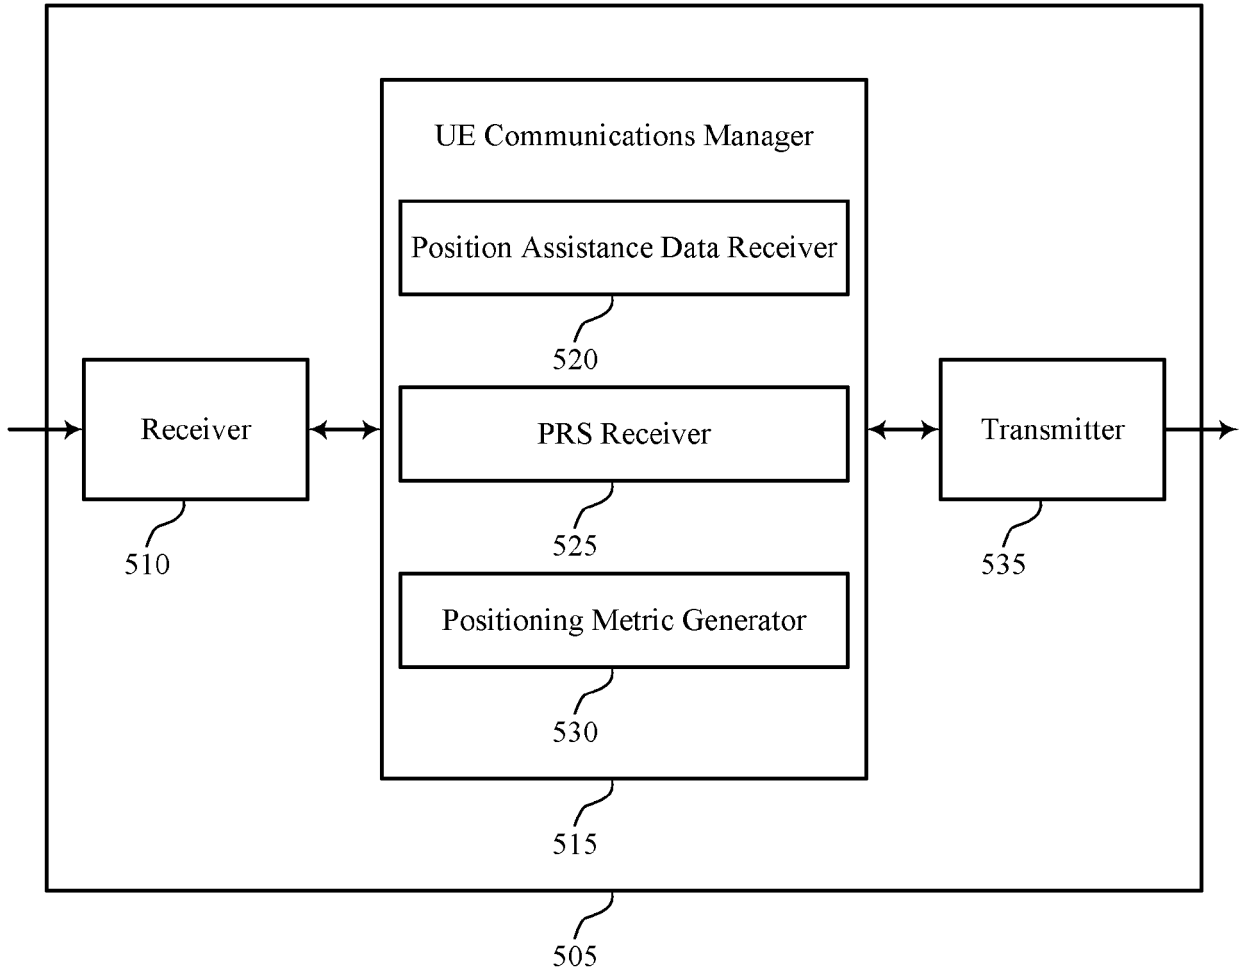 UE Communications Manager
Position Assistance Data Receiver
520
Receiver
510
PRS Receiver
525
Transmitter
535
Positioning Metric Generator
530
515
505